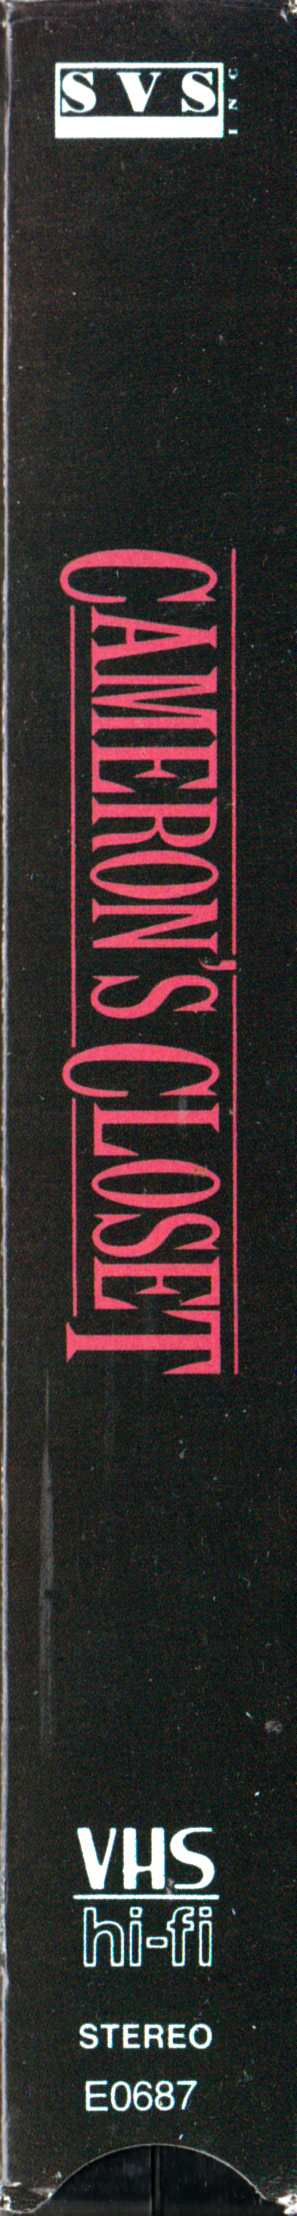 SVS
INC
CAMERON'S CLOSET
VHS
hi-fi
STEREO
E0687